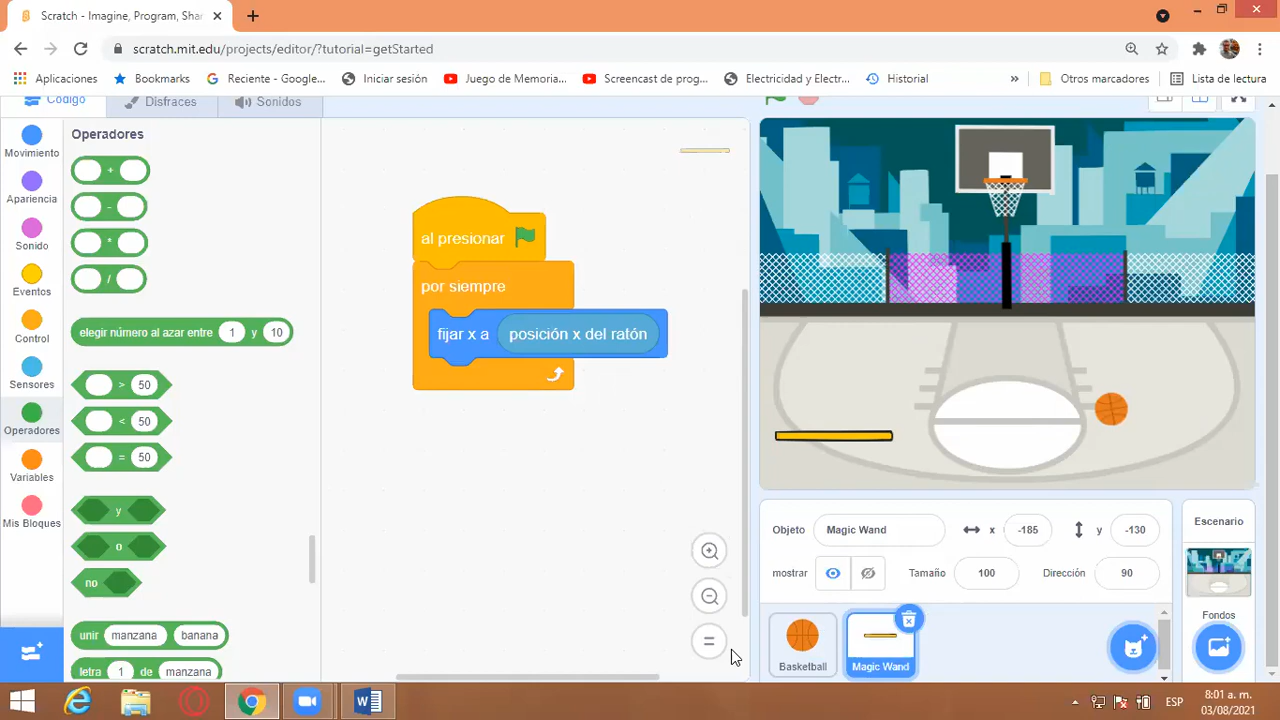 Scratch - Imagine, Program, Shar
scratch.mit.edu/projects/editor/?tutorial=getStarted
Aplicaciones Bookmarks Reciente - Google... Iniciar sesión Juego de Memoria... Screencast de prog... Electricidad y Electr... Historial » Otros marcadores Lista de lectura
Código Disfraces Sonidos
Movimiento
Apariencia
Sonido
Eventos
Control
Sensores
Operadores
Variables
Mis Bloques
Operadores
+
-
*
/
elegir número al azar entre 1 y 10
> 50
< 50
= 50
y
o
no
unir manzana banana
letra 1 de manzana
al presionar
por siempre
fijar x a posición x del ratón
Objeto Magic Wand x -185 y -130
mostrar Tamaño 100 Dirección 90
Basketball
Magic Wand
Escenario
Fondos
ESP
8:01 a. m.
03/08/2021